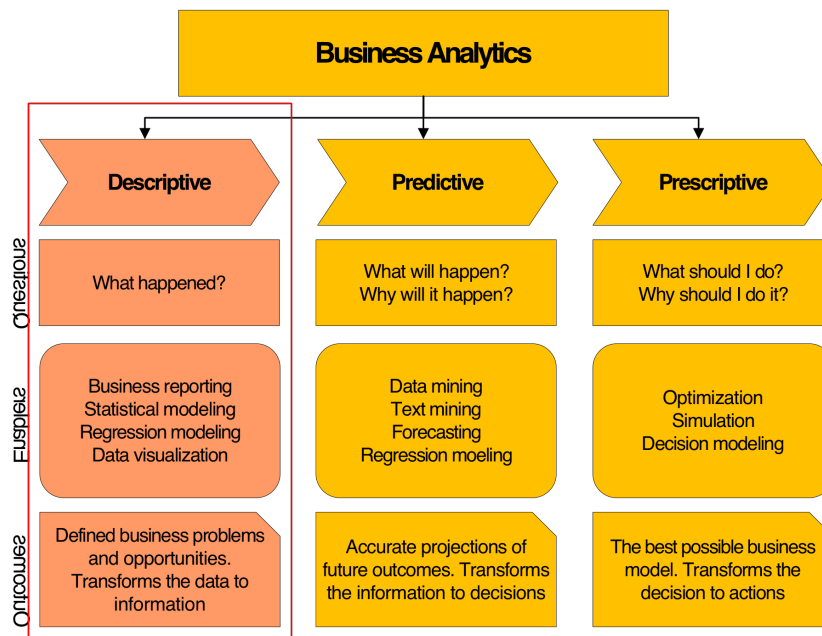 Business Analytics
Descriptive
Predictive
Prescriptive
Questions
What happened?
What will happen?
Why will it happen?
What should I do?
Why should I do it?
Enablers
Business reporting
Statistical modeling
Regression modeling
Data visualization
Data mining
Text mining
Forecasting
Regression moeling
Optimization
Simulation
Decision modeling
Outcomes
Defined business problems
and opportunities.
Transforms the data to
information
Accurate projections of
future outcomes. Transforms
the information to decisions
The best possible business
model. Transforms the
decision to actions